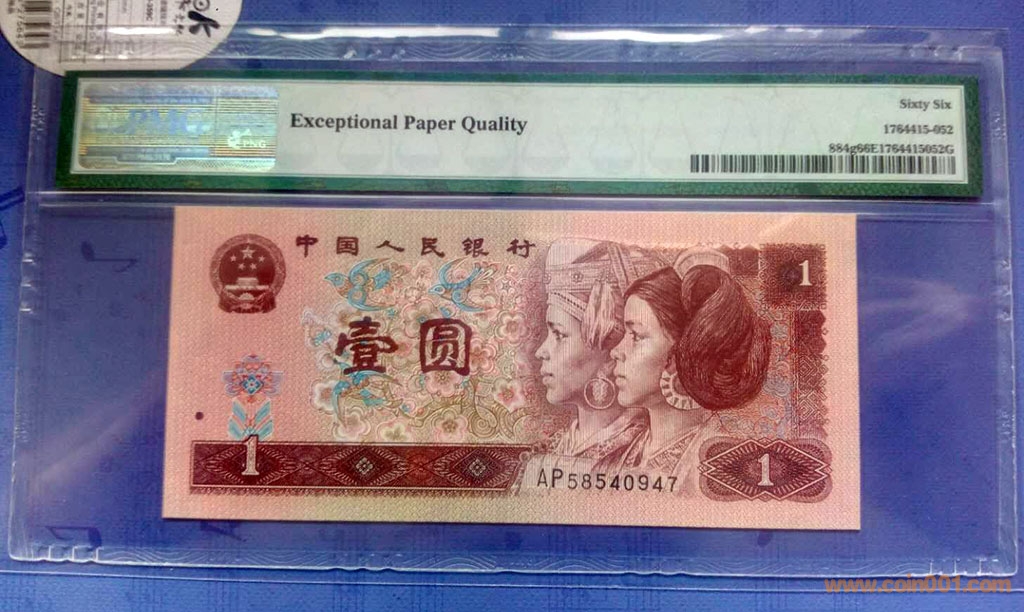 PMG
Exceptional Paper Quality
Sixty Six
1764415-052
884g66E1764415052G
中国人民银行
1
壹圆
1
AP58540947
1
www.coin001.com